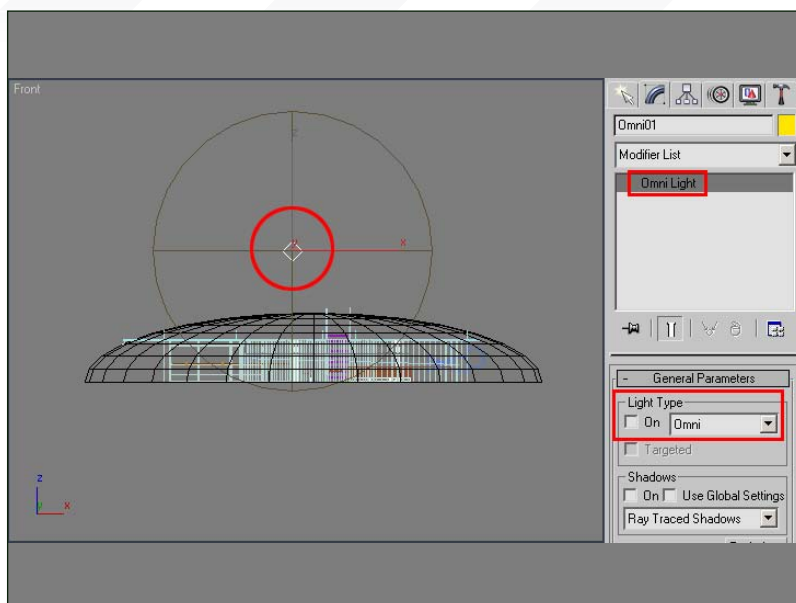 Front
z
x
z
y
x
Omni01
Modifier List
Omni Light
- General Parameters
Light Type
On Omni
Targeted
Shadows
On Use Global Settings
Ray Traced Shadows